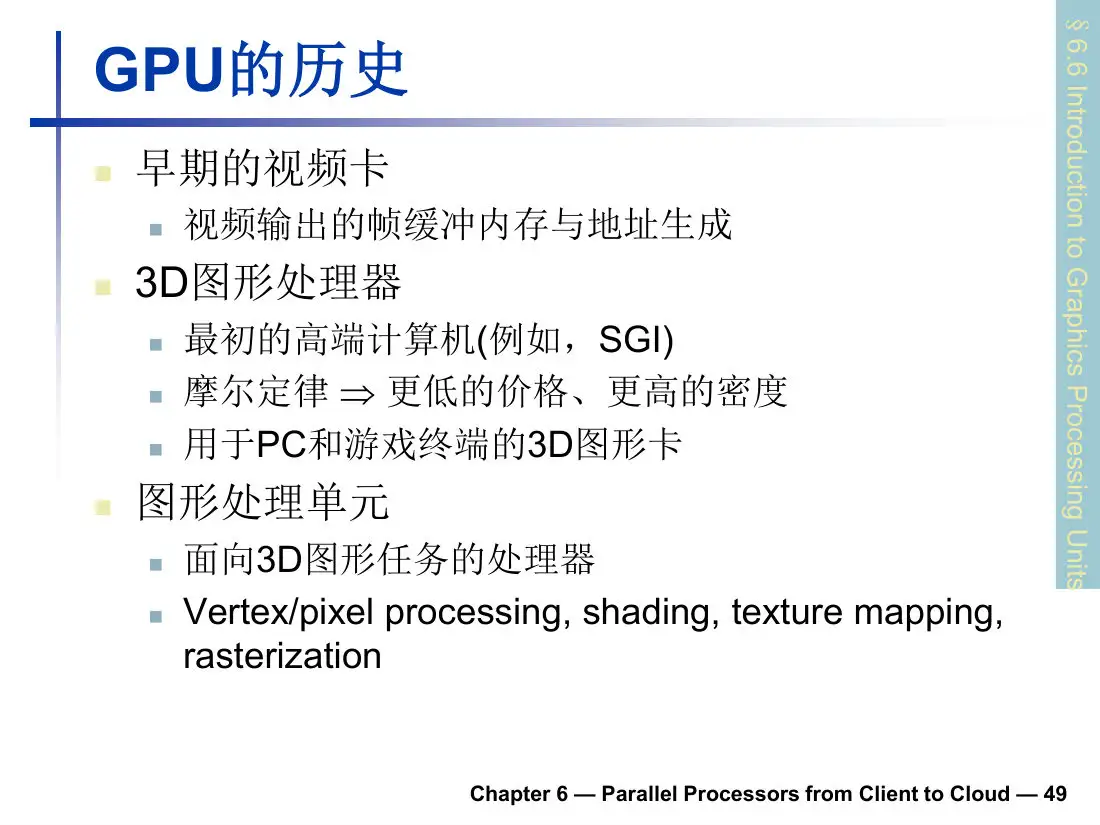 GPU的历史
§ 6.6 Introduction to Graphics Processing Units
早期的视频卡
视频输出的帧缓冲内存与地址生成
3D图形处理器
最初的高端计算机(例如，SGI)
摩尔定律 ⇒ 更低的价格、更高的密度
用于PC和游戏终端的3D图形卡
图形处理单元
面向3D图形任务的处理器
Vertex/pixel processing, shading, texture mapping,
rasterization
Chapter 6 — Parallel Processors from Client to Cloud — 49